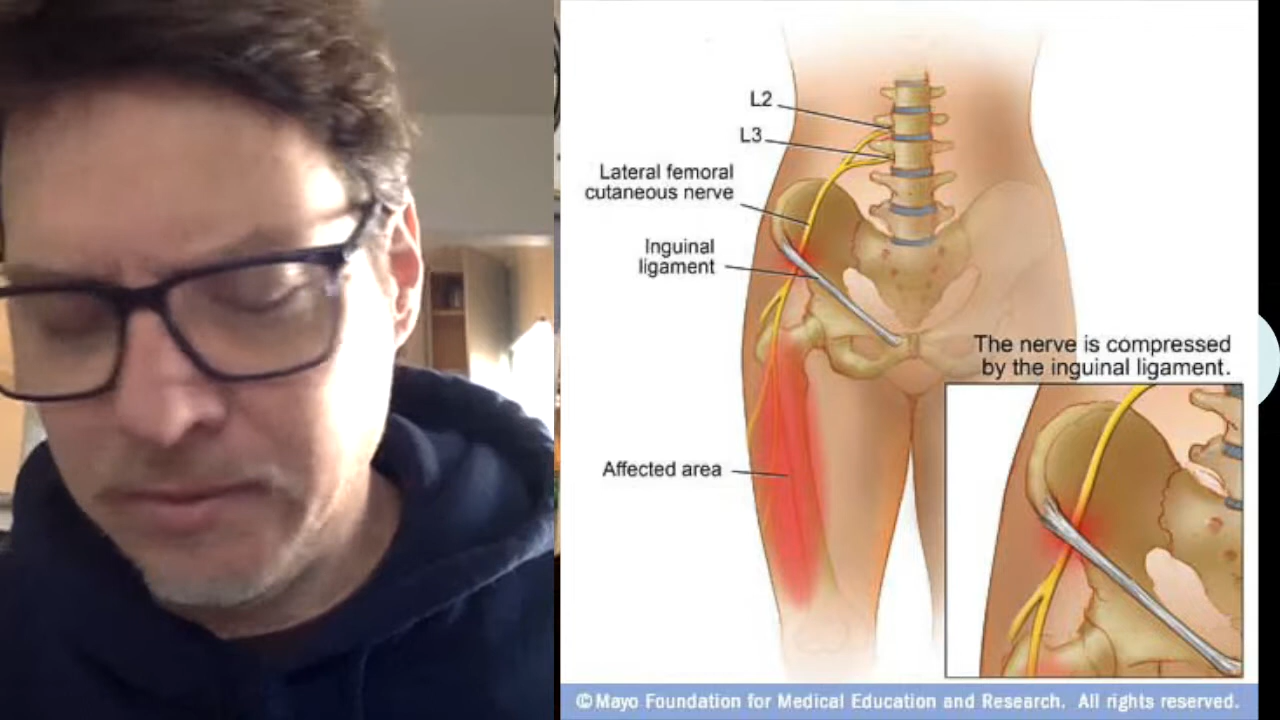 L2
L3
Lateral femoral
cutaneous nerve
Inguinal
ligament
The nerve is compressed
by the inguinal ligament.
Affected area
© Mayo Foundation for Medical Education and Research. All rights reserved.